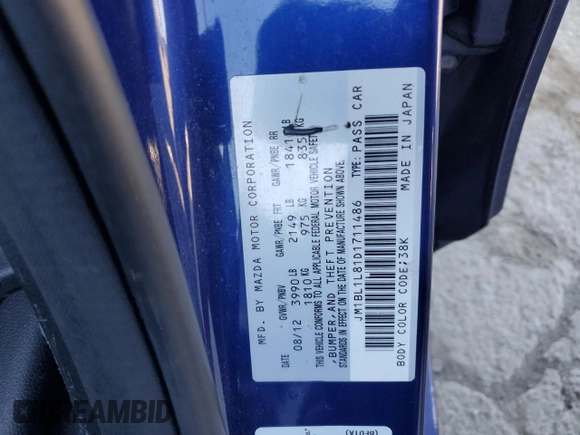 MFD. BY MAZDA MOTOR CORPORATION
DATE GVWR/PNBV GAWR/PNBE FRT GAWR/PNBE RR
08/12 3990 LB 2149 LB 1841 LB
1810 KG 975 KG 835 KG
THIS VEHICLE CONFORMS TO ALL APPLICABLE FEDERAL MOTOR VEHICLE SAFETY
,BUMPER,AND THEFT PREVENTION
STANDARDS IN EFFECT ON THE DATE OF MANUFACTURE SHOWN ABOVE.
JM1BL1L81D1711486 TYPE: PASS CAR
BODY COLOR CODE:38K MADE IN JAPAN
(BFD1A)
CREAMBID